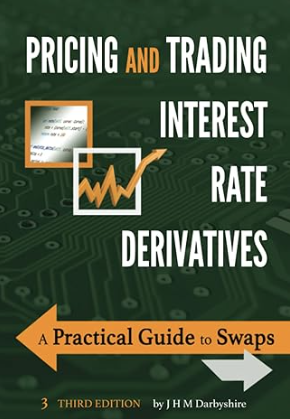 PRICING AND TRADING
INTEREST
RATE
DERIVATIVES
A Practical Guide to Swaps
3 THIRD EDITION by J H M Darbyshire